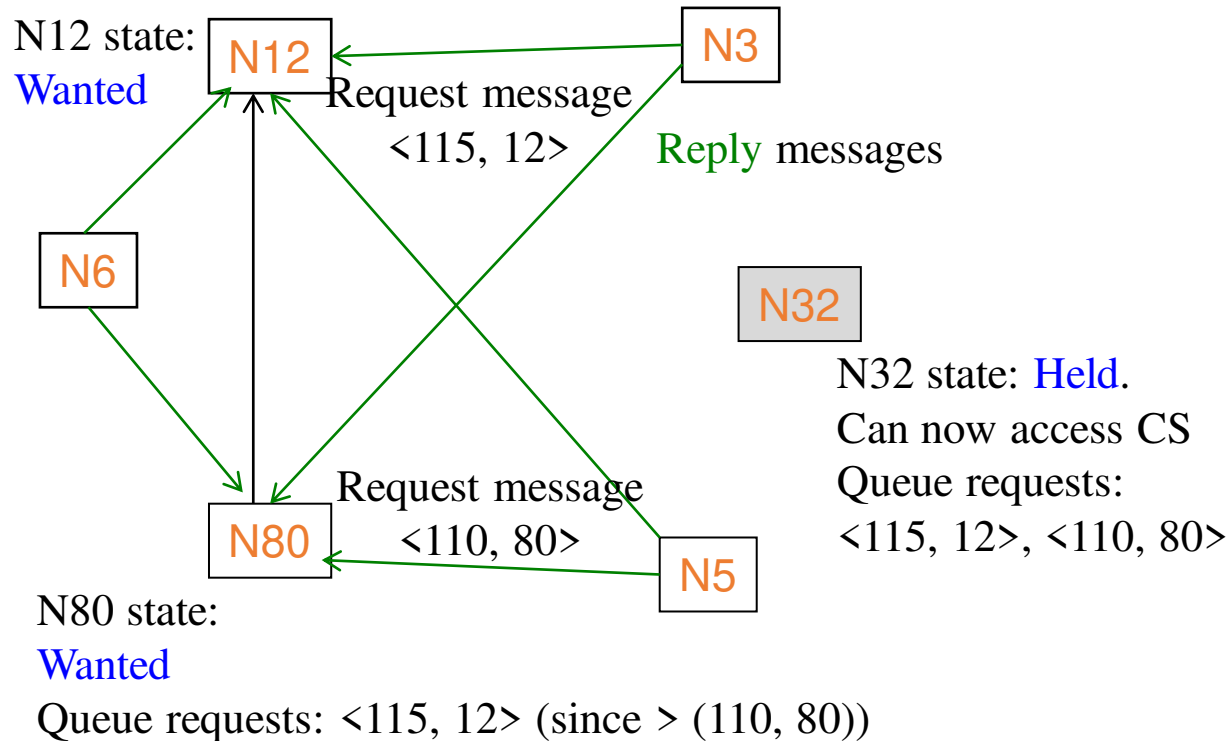 N12 state:
Wanted
N12
N3
Request message
<115, 12>
Reply messages
N6
N32
N32 state: Held.
Can now access CS
Queue requests:
<115, 12>, <110, 80>
Request message
<110, 80>
N80
N5
N80 state:
Wanted
Queue requests: <115, 12> (since > (110, 80))